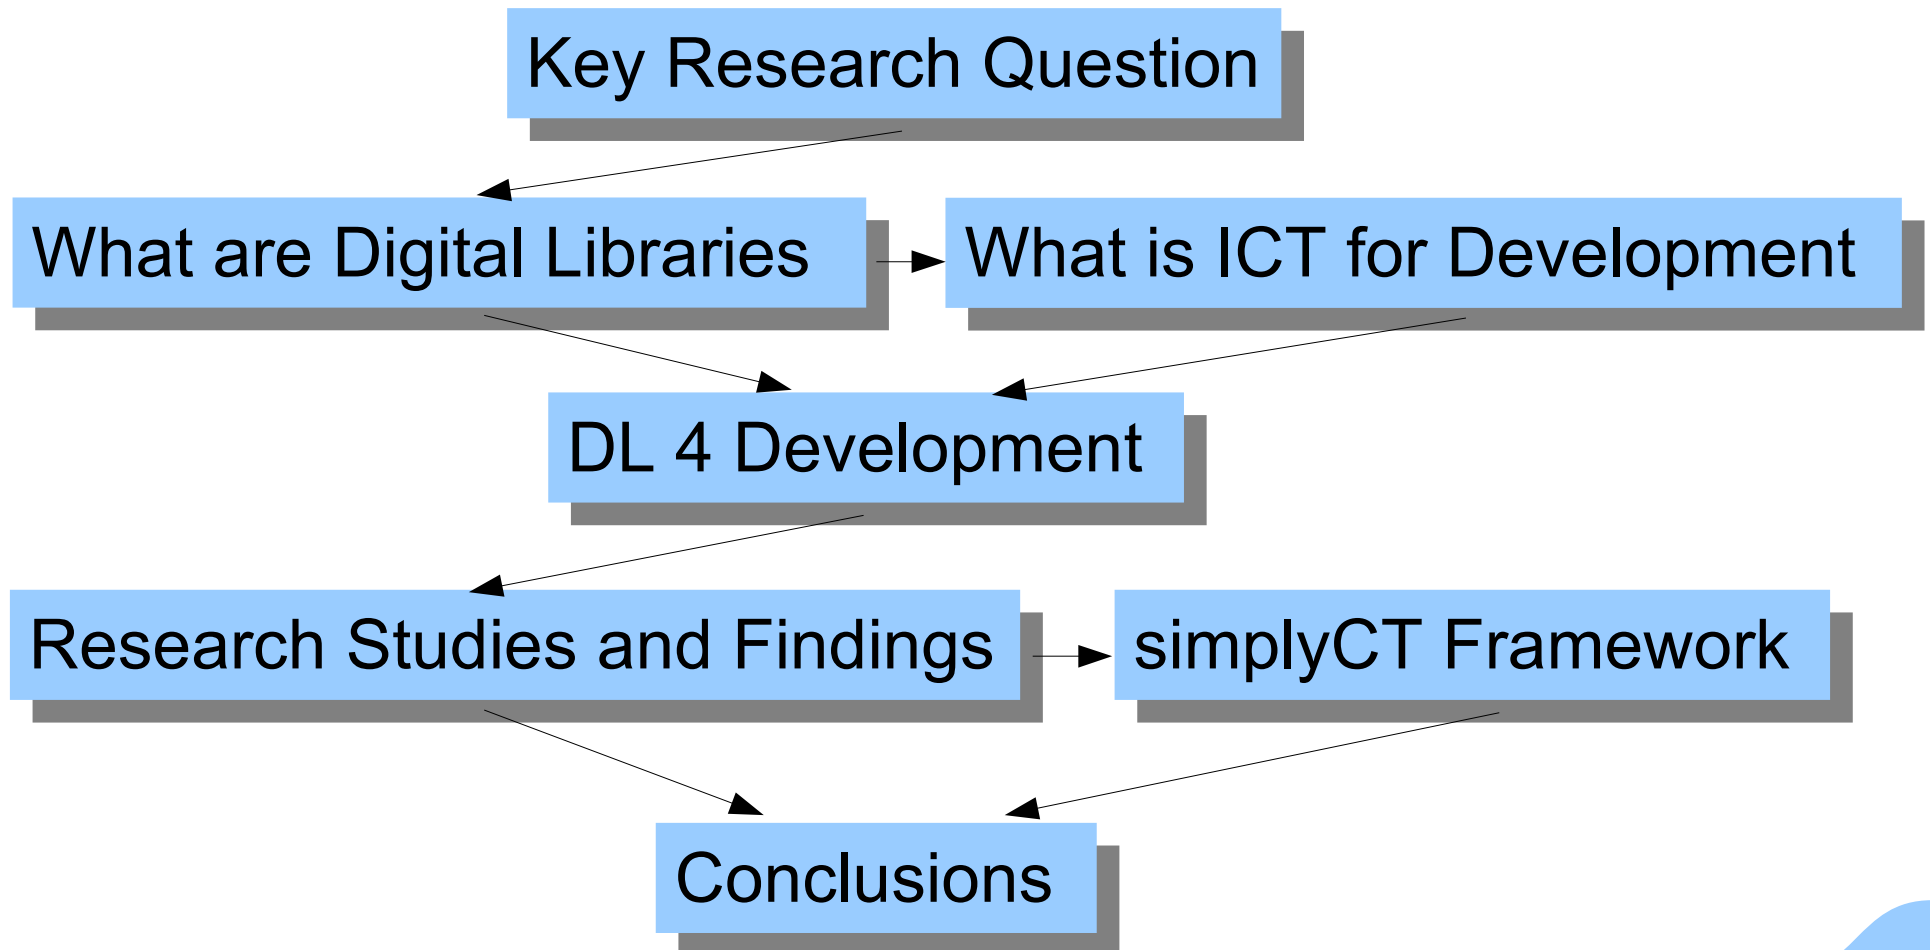 Key Research Question
What are Digital Libraries
What is ICT for Development
DL 4 Development
Research Studies and Findings
simplyCT Framework
Conclusions